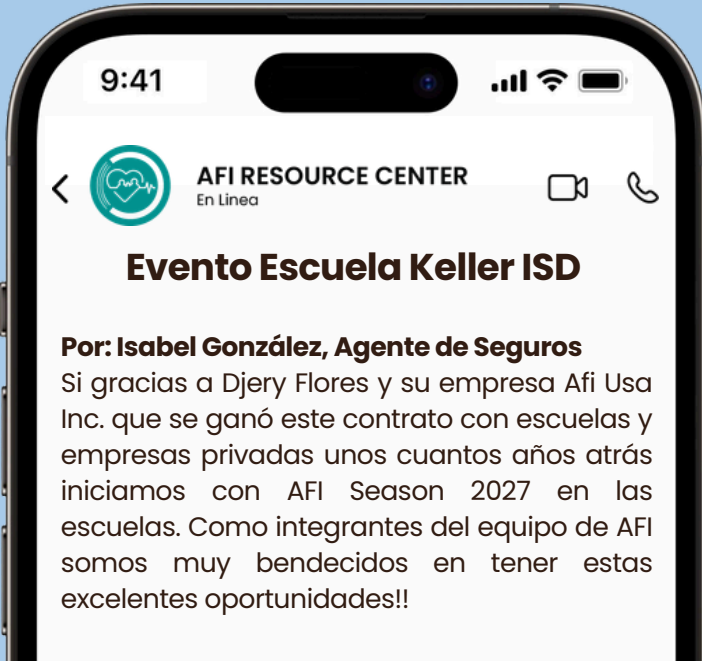 9:41
AFI RESOURCE CENTER
En Linea
Evento Escuela Keller ISD
Por: Isabel González, Agente de Seguros
Si gracias a Djery Flores y su empresa Afi Usa
Inc. que se ganó este contrato con escuelas y
empresas privadas unos cuantos años atrás
iniciamos con AFI Season 2027 en las
escuelas. Como integrantes del equipo de AFI
somos muy bendecidos en tener estas
excelentes oportunidades!!